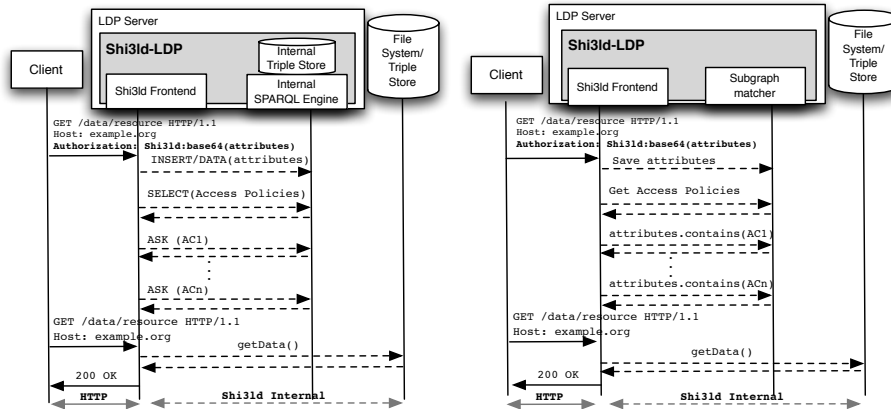 LDP Server
Shi3ld-LDP
Internal
Triple Store
File
System/
Triple
Store
Client
Shi3ld Frontend
Internal
SPARQL Engine
GET /data/resource HTTP/1.1
Host: example.org
Authorization: Shi3ld:base64(attributes)
INSERT/DATA(attributes)
SELECT(Access Policies)
ASK (AC1)
ASK (ACn)
GET /data/resource HTTP/1.1
Host: example.org
getData()
200 OK
HTTP
Shi3ld Internal
LDP Server
Shi3ld-LDP
File
System/
Triple
Store
Client
Shi3ld Frontend
Subgraph
matcher
GET /data/resource HTTP/1.1
Host: example.org
Authorization: Shi3ld:base64(attributes)
Save attributes
Get Access Policies
attributes.contains(AC1)
attributes.contains(ACn)
GET /data/resource HTTP/1.1
Host: example.org
getData()
200 OK
HTTP
Shi3ld Internal